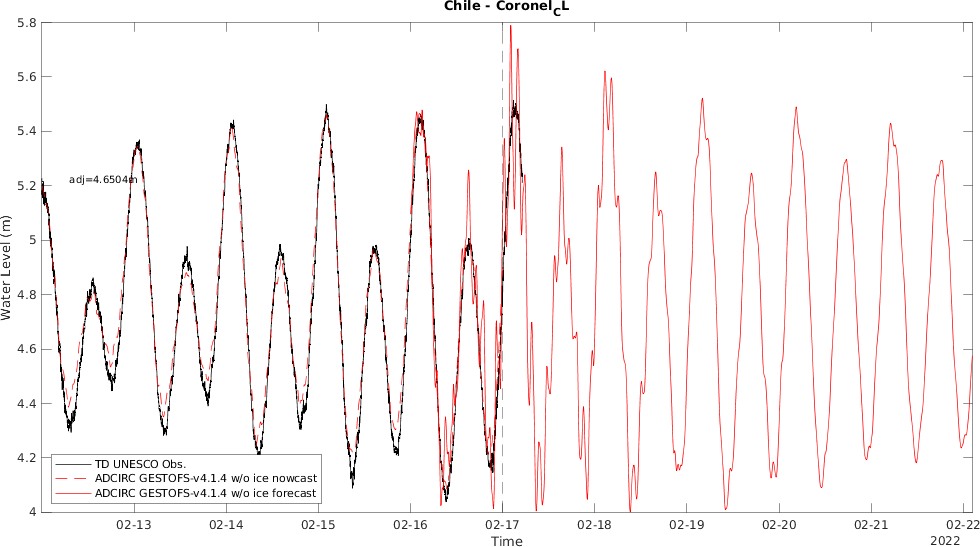 Chile - Coronel_CL
5.8
5.6
5.4
5.2
5
4.8
4.6
4.4
4.2
4
Water Level (m)
adj=4.6504m
TD UNESCO Obs.
ADCIRC GESTOFS-v4.1.4 w/o ice nowcast
ADCIRC GESTOFS-v4.1.4 w/o ice forecast
02-13 02-14 02-15 02-16 02-17 02-18 02-19 02-20 02-21 02-22
Time
2022